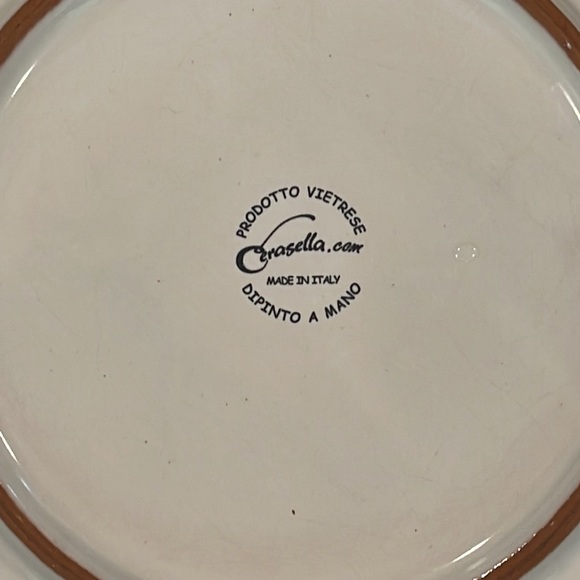 PRODOTTO VIETRESE
Cerasella.com
MADE IN ITALY
DIPINTO A MANO